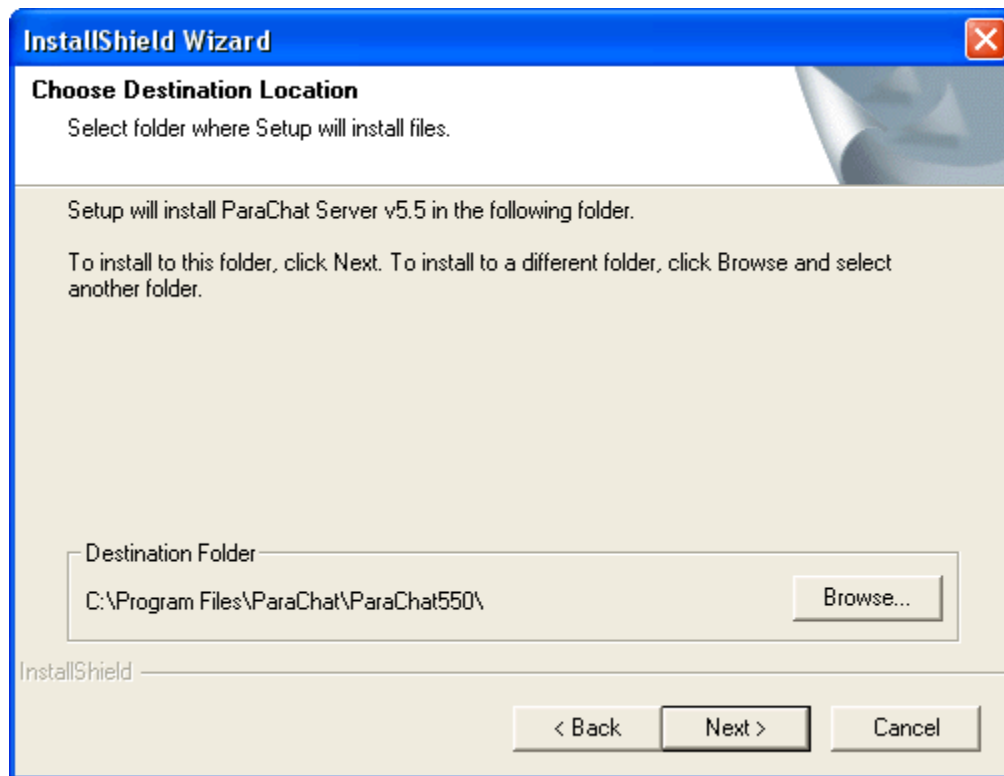 InstallShield Wizard
Choose Destination Location
Select folder where Setup will install files.
Setup will install ParaChat Server v5.5 in the following folder.
To install to this folder, click Next. To install to a different folder, click Browse and select
another folder.
Destination Folder
C:\Program Files\ParaChat\ParaChat550\
Browse...
InstallShield
< Back
Next >
Cancel